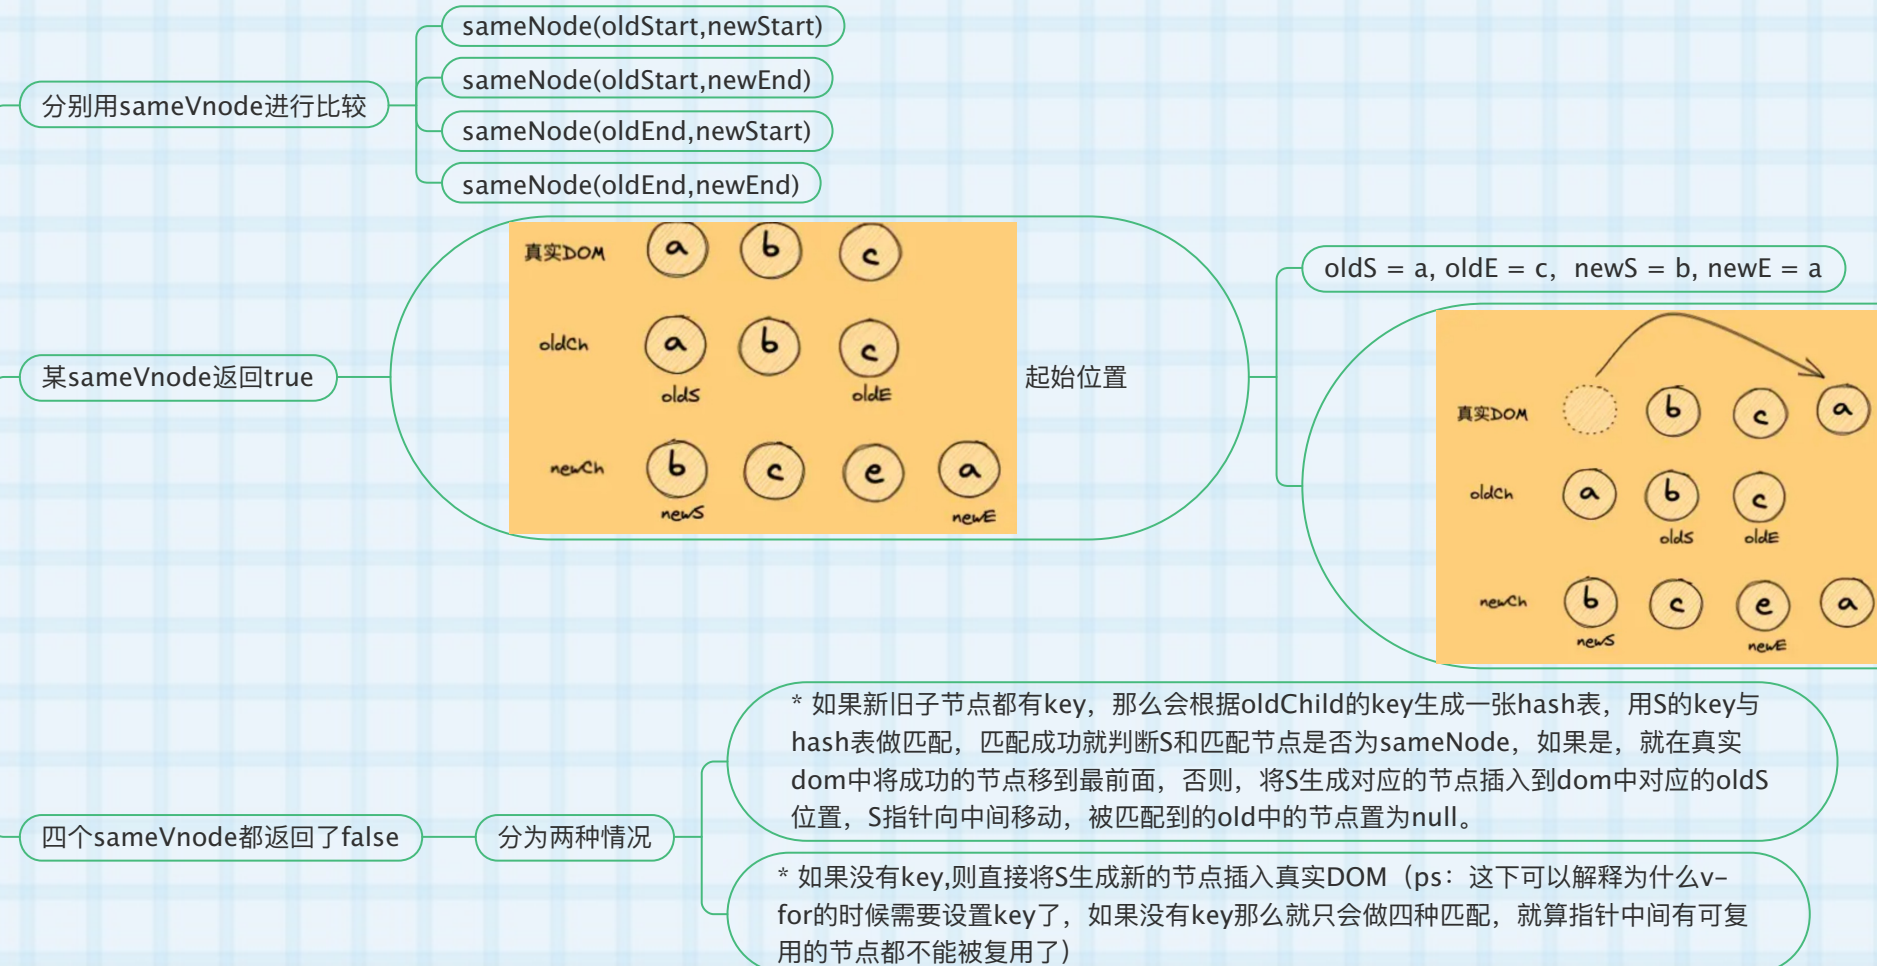 sameNode(oldStart,newStart)
sameNode(oldStart,newEnd)
分别用sameVnode进行比较
sameNode(oldEnd,newStart)
sameNode(oldEnd,newEnd)
某sameVnode返回true
真实DOM a b c
oldCh a b c
oldS oldE
newCh b c e a
newS newE
起始位置
oldS = a, oldE = c, newS = b, newE = a
真实DOM b c a
oldCh a b c
oldS oldE
newCh b c e a
newS newE
四个sameVnode都返回了false
分为两种情况
* 如果新旧子节点都有key，那么会根据oldChild的key生成一张hash表，用S的key与
hash表做匹配，匹配成功就判断S和匹配节点是否为sameNode，如果是，就在真实
dom中将成功的节点移到最前面，否则，将S生成对应的节点插入到dom中对应的oldS
位置，S指针向中间移动，被匹配到的old中的节点置为null。
* 如果没有key,则直接将S生成新的节点插入真实DOM（ps：这下可以解释为什么v-
for的时候需要设置key了，如果没有key那么就只会做四种匹配，就算指针中间有可复
用的节点都不能被复用了）